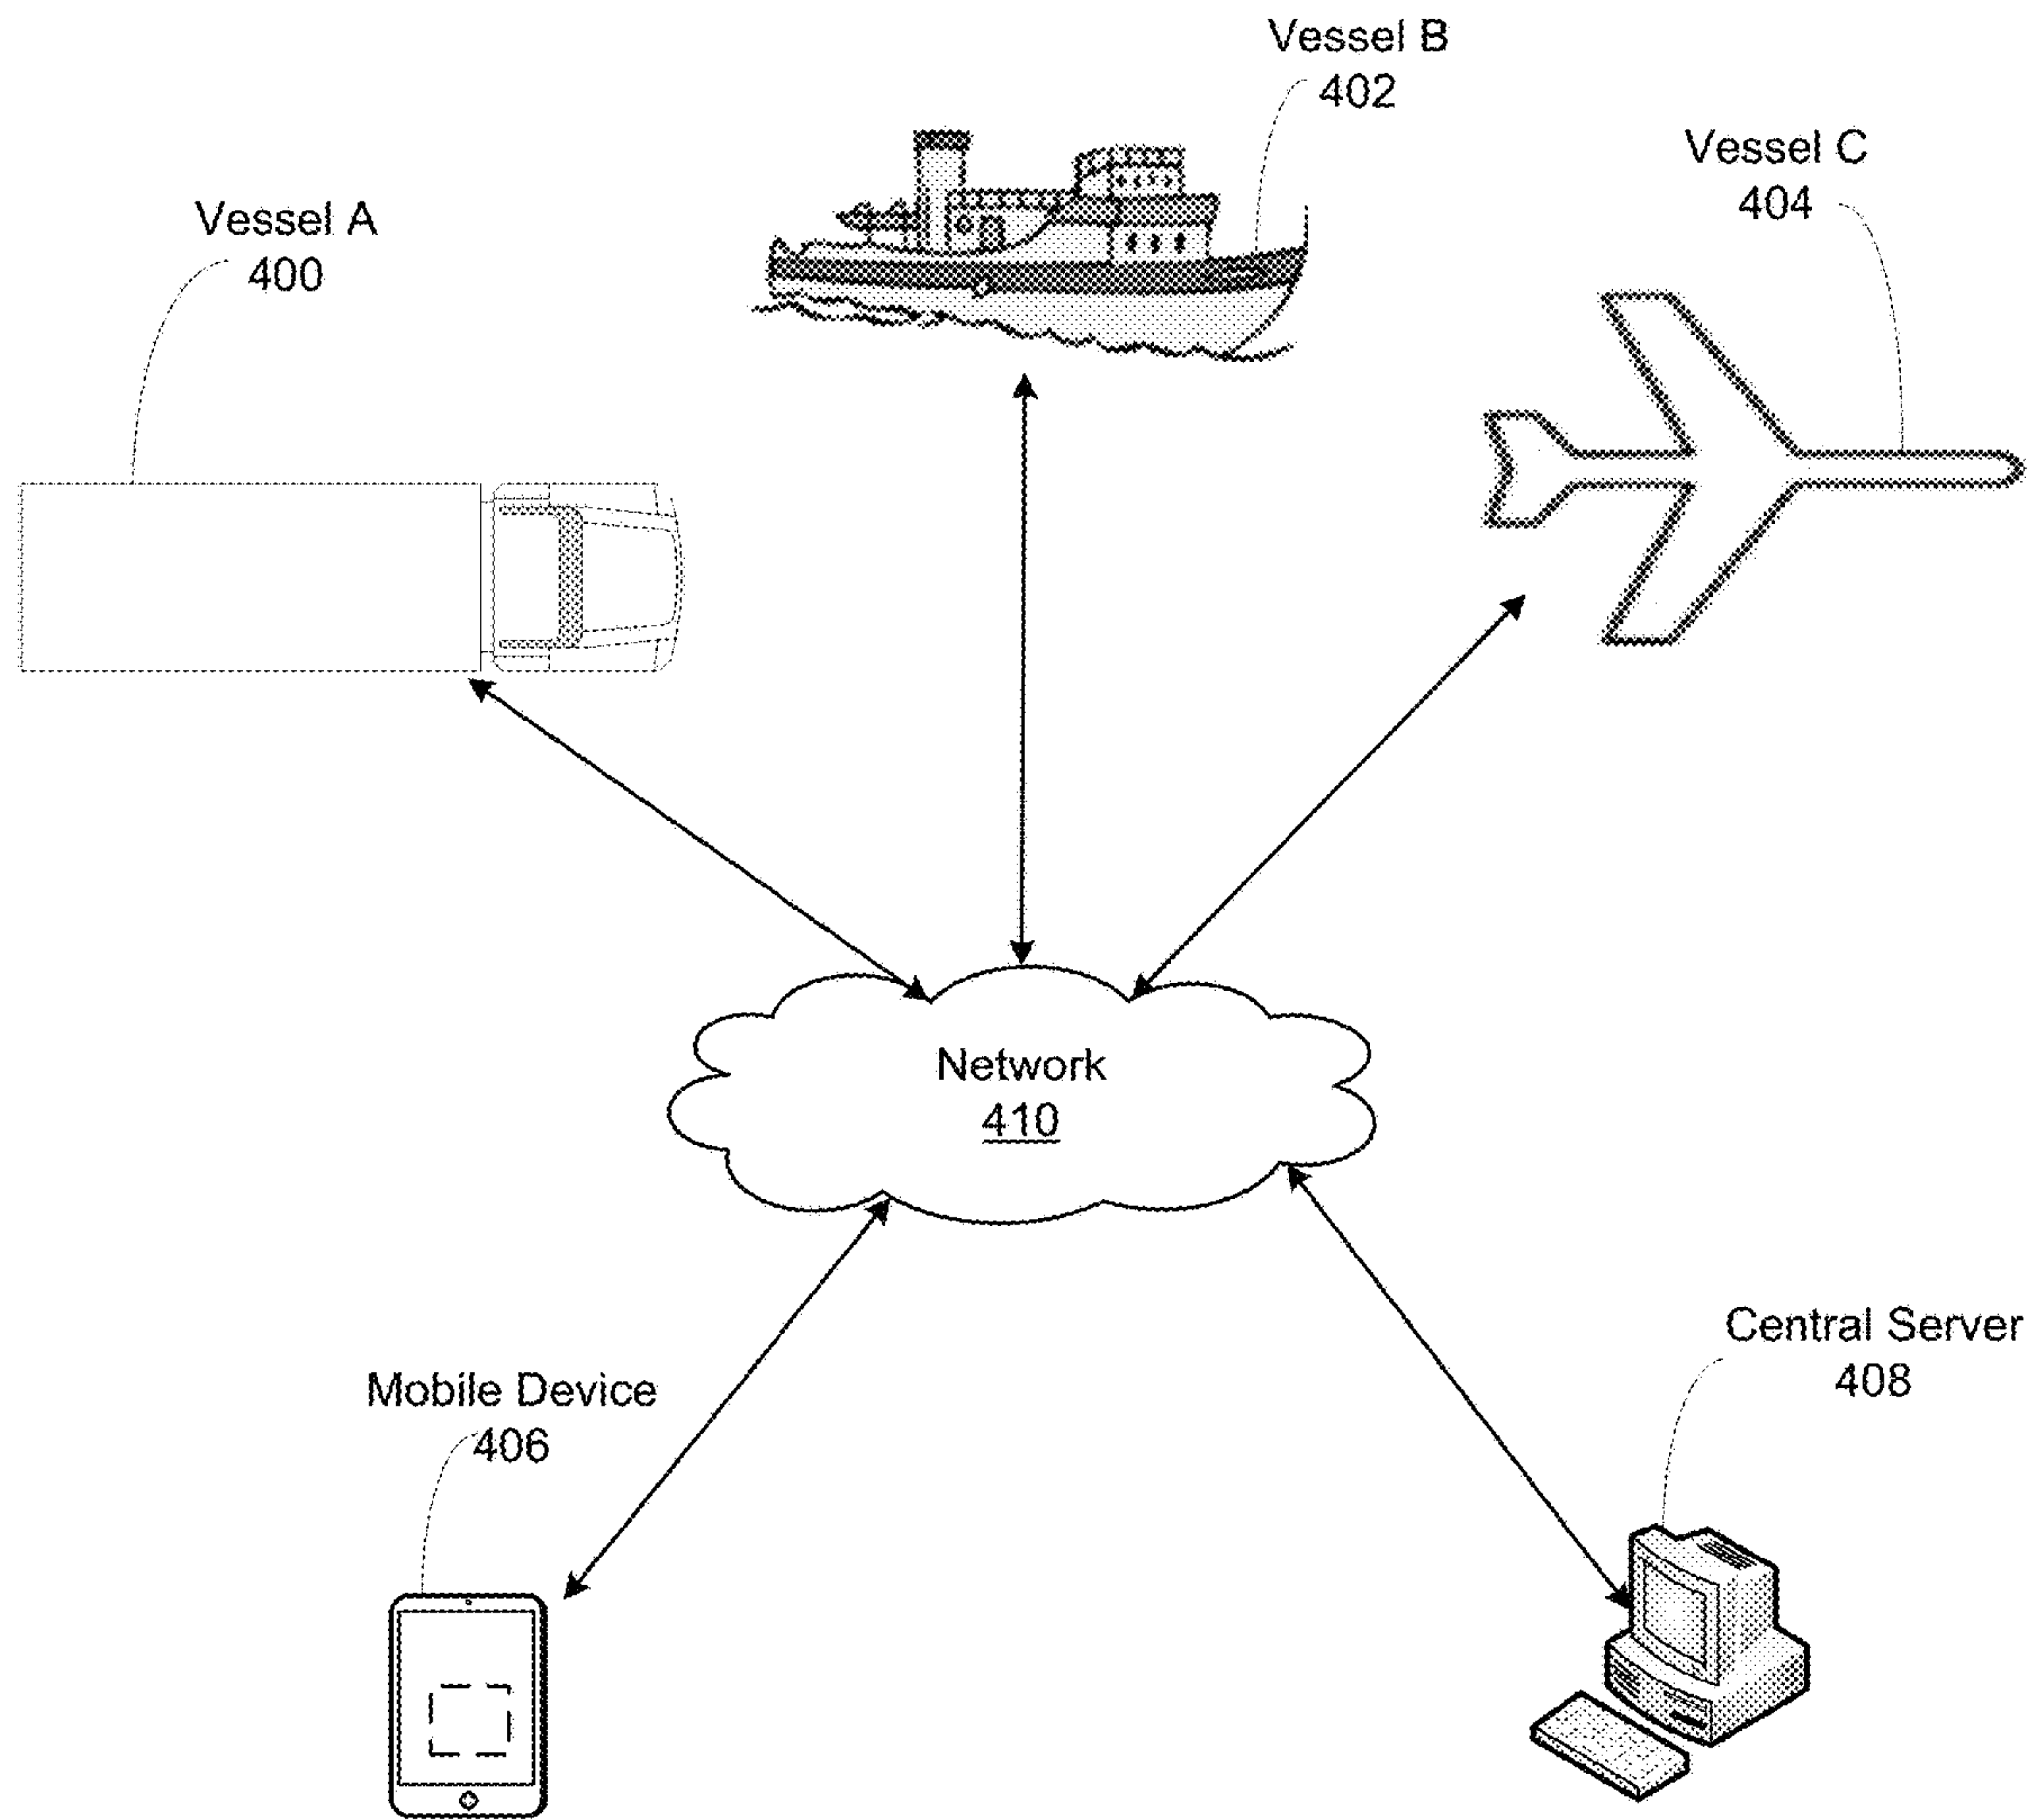 Vessel B
402
Vessel C
404
Vessel A
400
Network
410
Central Server
408
Mobile Device
406